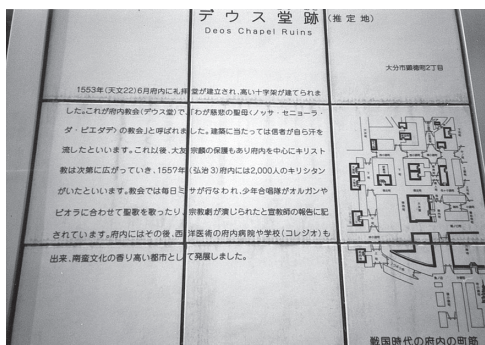 デウス堂跡(推定地)
Deos Chapel Ruins
大分市顕徳町2丁目
1553年(天文22)6月府内に礼拝堂が建立され、高い十字架が建てられま
した。これが府内教会(デウス堂)で、「わが慈悲の聖母(ノッサ・セニョーラ・
ダ・ピエダデ)の教会」と呼ばれました。建築に当たっては信者が自ら汗を
流したといいます。これ以後、大友宗麟の保護もあり府内を中心にキリスト
教は次第に広がっていき、1557年(弘治3)府内には2,000人のキリシタン
がいたといいます。教会では毎日ミサが行なわれ、少年合唱隊がオルガンや
ビオラに合わせて聖歌を歌ったり、宗教劇が演じられたと宣教師の報告に記
されています。府内にはその後、西洋医術の府内病院や学校(コレジオ)も
出来、南蛮文化の香り高い都市として発展しました。
戦国時代の府内の町筋